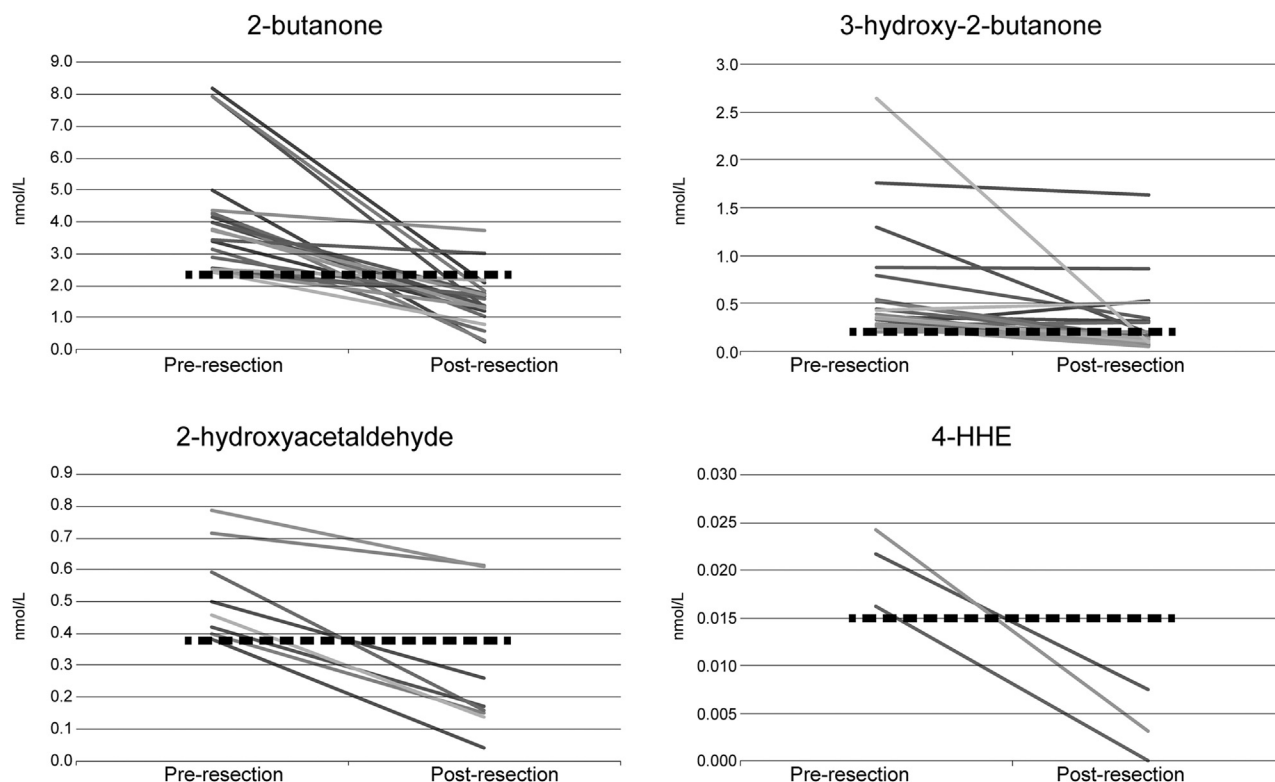 2-butanone
9.0
8.0
7.0
6.0
5.0
4.0
3.0
2.0
1.0
0.0
nmol/L
Pre-resection Post-resection
3-hydroxy-2-butanone
3.0
2.5
2.0
1.5
1.0
0.5
0.0
nmol/L
Pre-resection Post-resection
2-hydroxyacetaldehyde
0.9
0.8
0.7
0.6
0.5
0.4
0.3
0.2
0.1
0.0
nmol/L
Pre-resection Post-resection
4-HHE
0.030
0.025
0.020
0.015
0.010
0.005
0.000
nmol/L
Pre-resection Post-resection